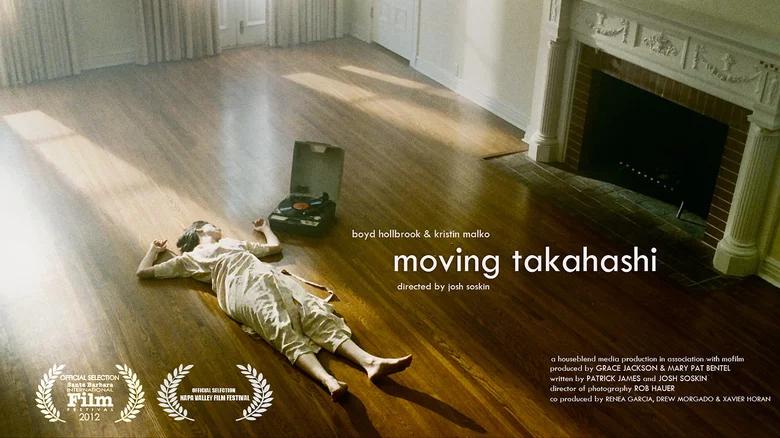 boyd hollbrook & kristin malko
moving takahashi
directed by josh soskin
OFFICIAL SELECTION
Santa Barbara
INTERNATIONAL
Film
FESTIVAL
2012
OFFICIAL SELECTION
NAPA VALLEY FILM FESTIVAL
a houseblend media production in association with mofilm
produced by GRACE JACKSON & MARY PAT BENTEL
written by PATRICK JAMES and JOSH SOSKIN
director of photography ROB HAUER
co produced by RENEA GARCIA, DREW MORGADO & XAVIER HORAN